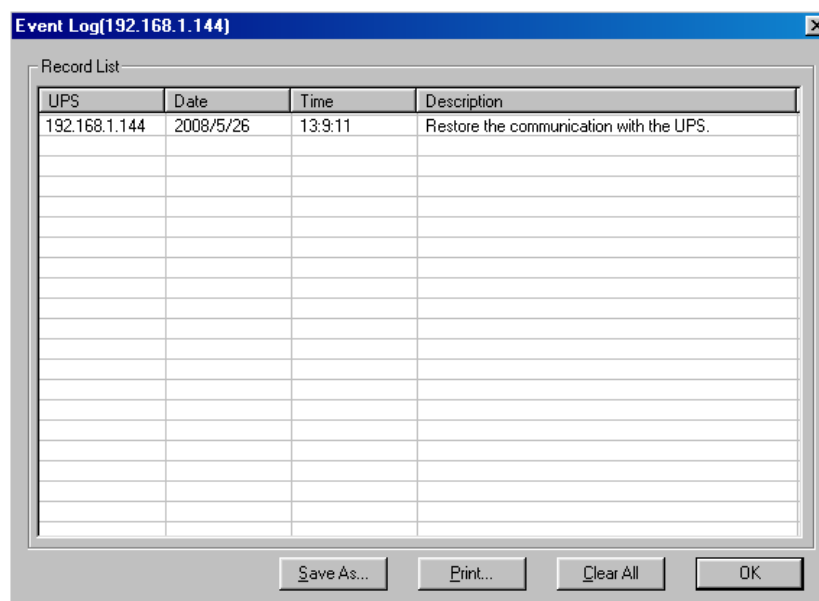 Event Log(192.168.1.144)
Record List
UPS Date Time Description
192.168.1.144 2008/5/26 13:9:11 Restore the communication with the UPS.
Save As... Print... Clear All OK